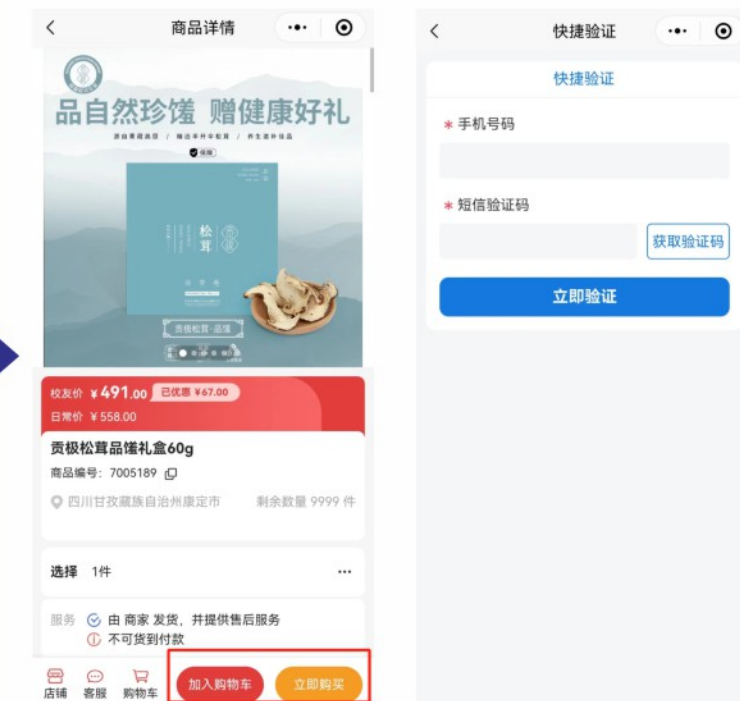 商品详情
品自然珍馐 赠健康好礼
保障
松茸
贡极松茸·品馐
校友价 ¥491.00 已优惠 ¥67.00
日常价 ¥558.00
贡极松茸品馐礼盒60g
商品编号：7005189
四川甘孜藏族自治州康定市 剩余数量 9999 件
选择 1件
服务 由 商家 发货，并提供售后服务
不可货到付款
店铺 客服 购物车 加入购物车 立即购买
快捷验证
快捷验证
* 手机号码
* 短信验证码
获取验证码
立即验证